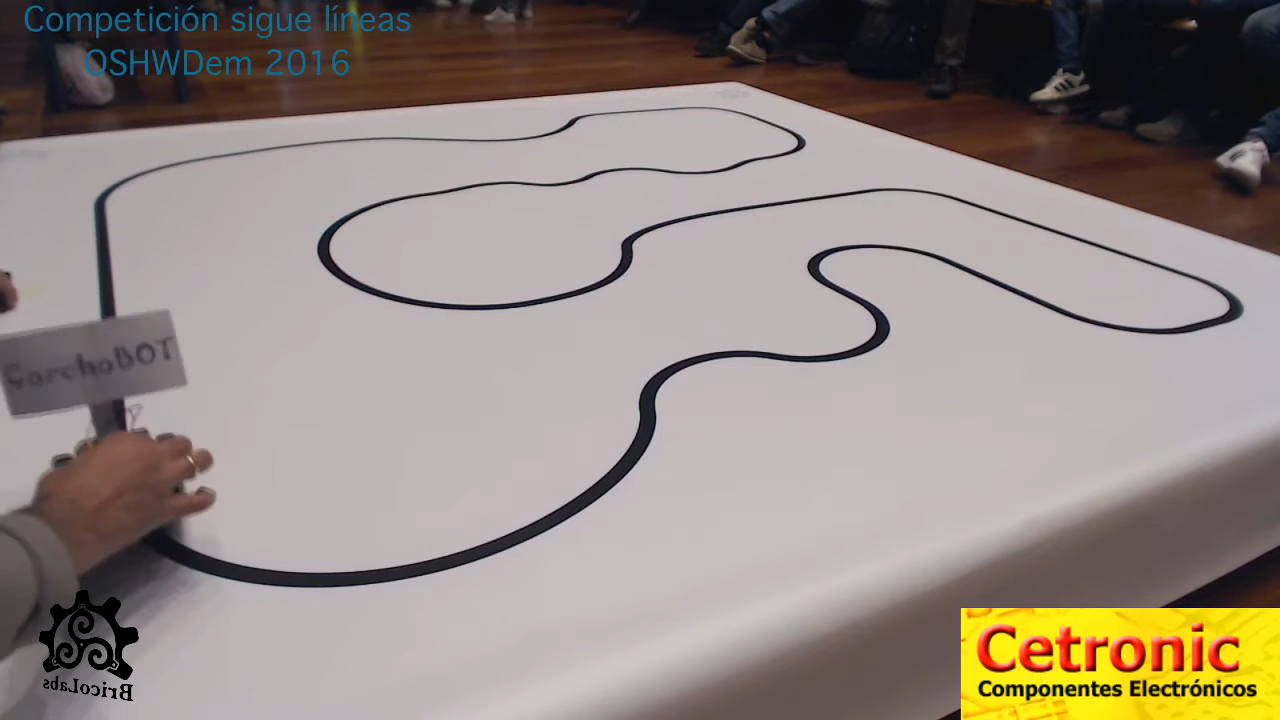 Competición sigue líneas
OSHWDem 2016
GarchoBOT
BricoLabs
Cetronic
Componentes Electrónicos